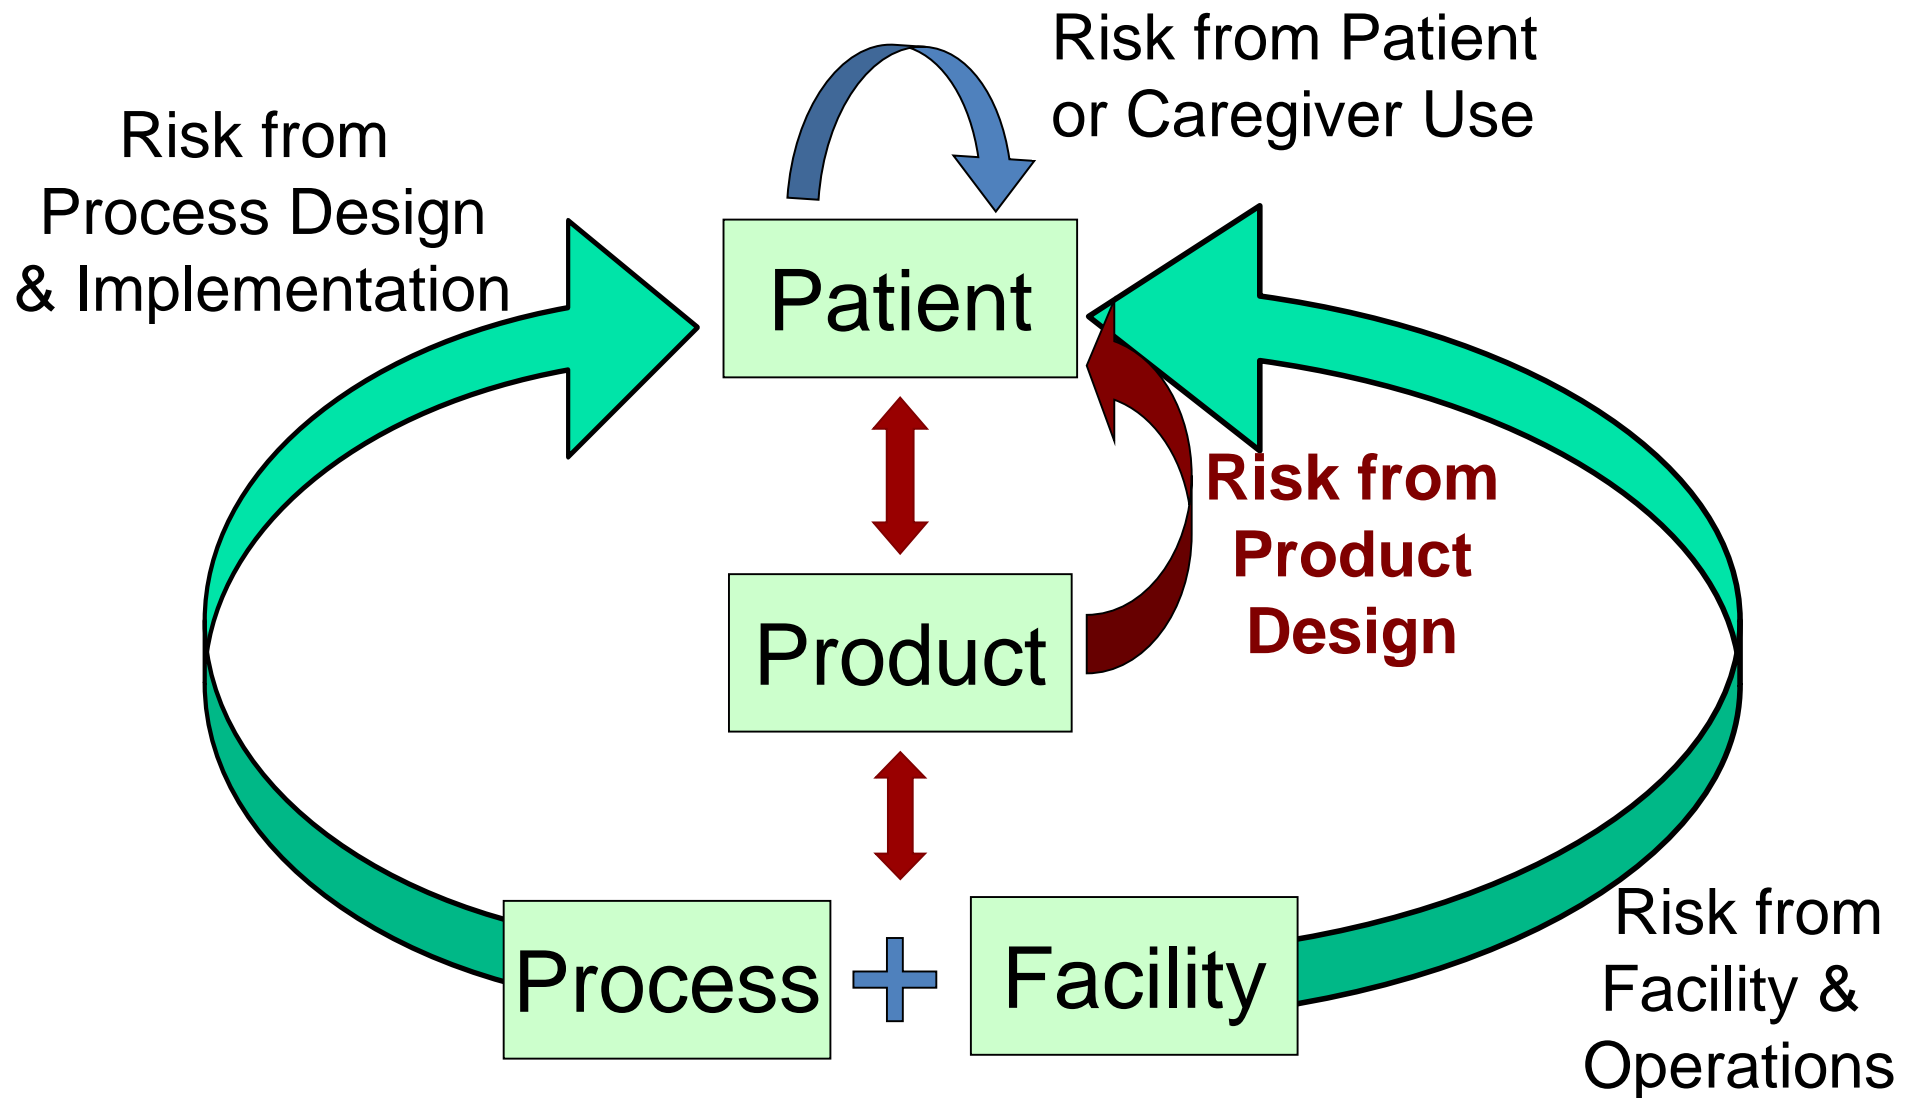 Risk from Patient
or Caregiver Use
Risk from
Process Design
& Implementation
Patient
Risk from
Product
Design
Product
Process
Facility
Risk from
Facility &
Operations